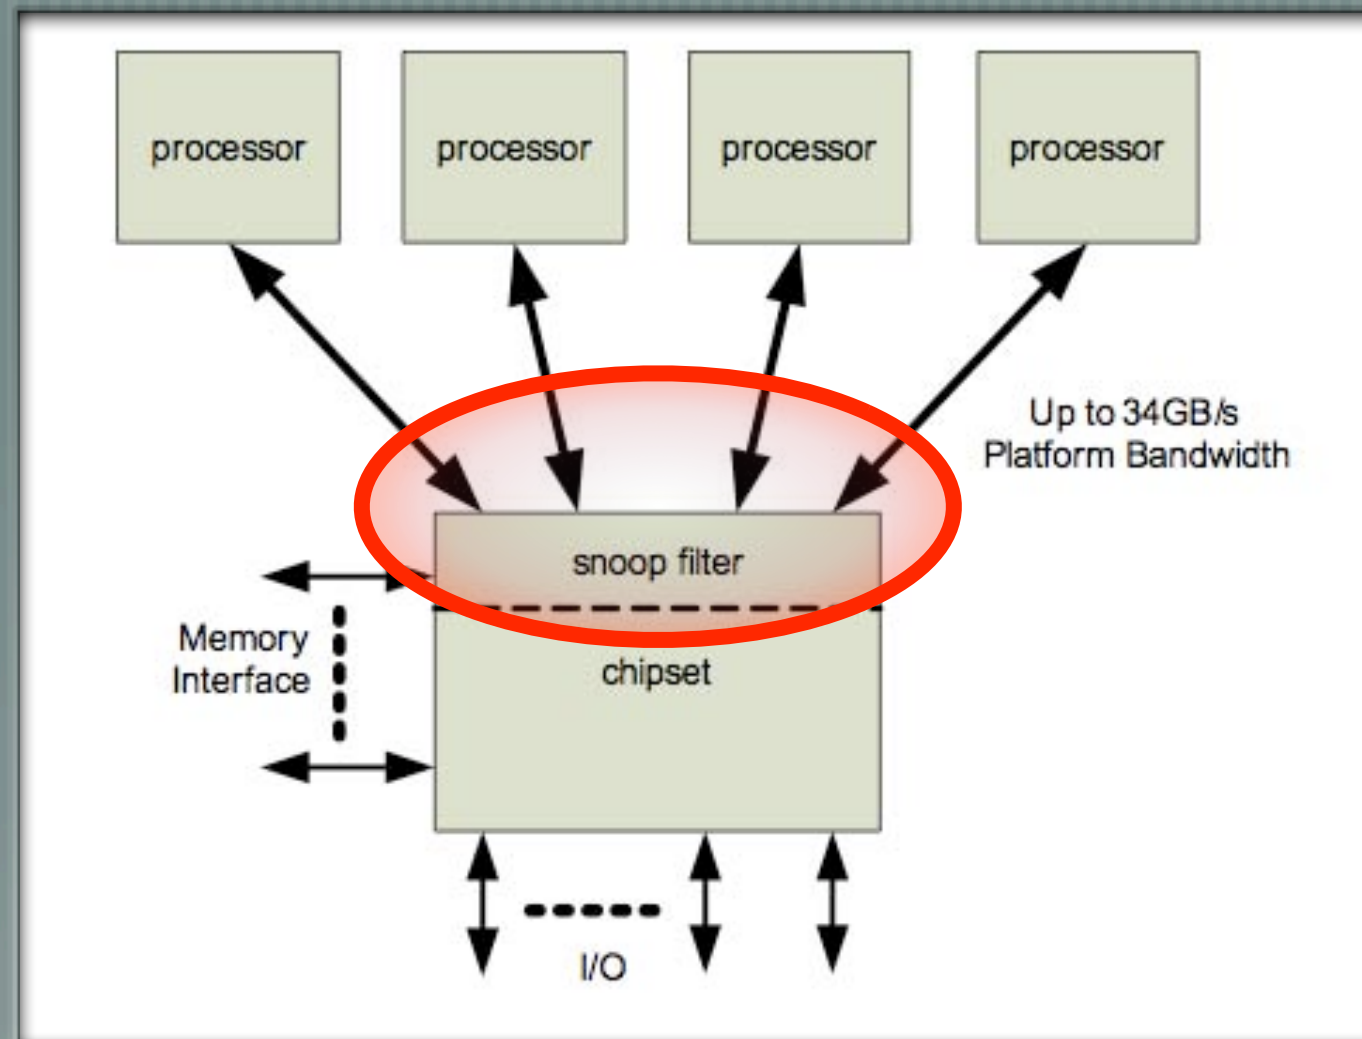 processor
processor
processor
processor
Up to 34GB/s
Platform Bandwidth
snoop filter
Memory
Interface
chipset
I/O